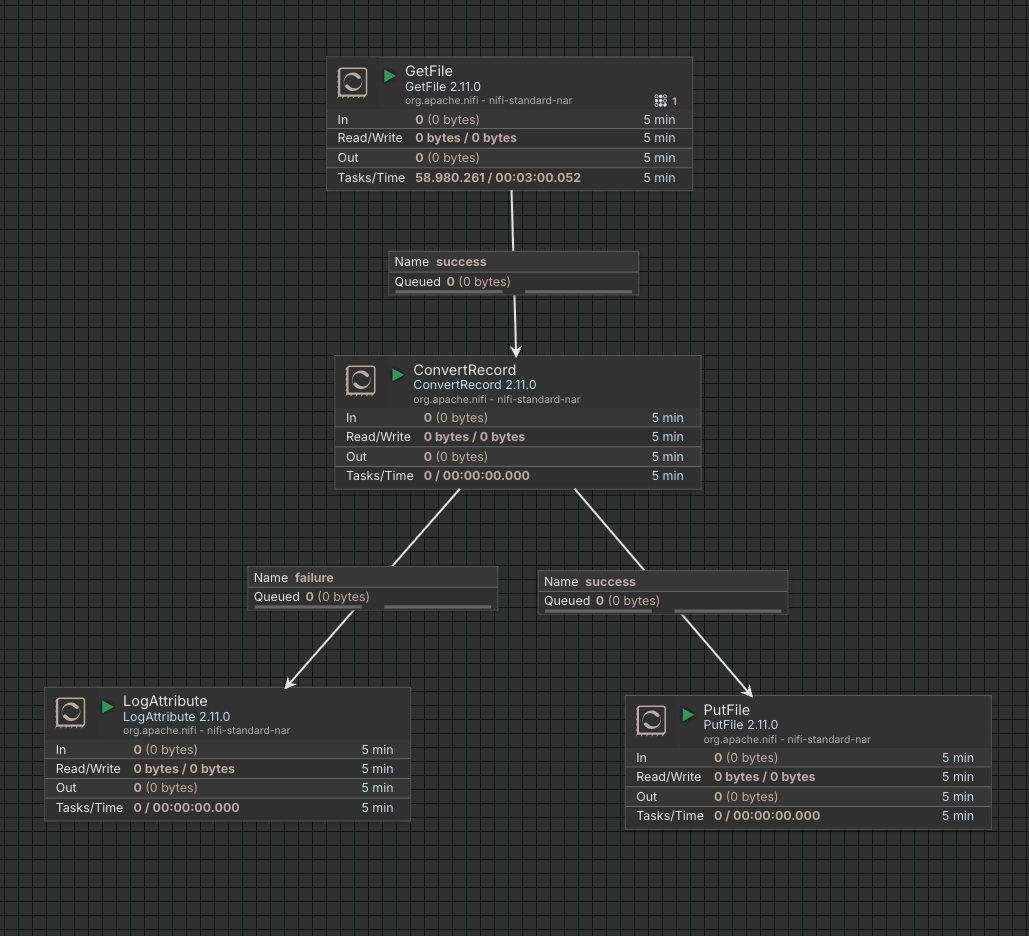 GetFile
GetFile 2.11.0
org.apache.nifi - nifi-standard-nar
1
In 0 (0 bytes) 5 min
Read/Write 0 bytes / 0 bytes 5 min
Out 0 (0 bytes) 5 min
Tasks/Time 58.980.261 / 00:03:00.052 5 min
Name success
Queued 0 (0 bytes)
ConvertRecord
ConvertRecord 2.11.0
org.apache.nifi - nifi-standard-nar
In 0 (0 bytes) 5 min
Read/Write 0 bytes / 0 bytes 5 min
Out 0 (0 bytes) 5 min
Tasks/Time 0 / 00:00:00.000 5 min
Name failure
Queued 0 (0 bytes)
Name success
Queued 0 (0 bytes)
LogAttribute
LogAttribute 2.11.0
org.apache.nifi - nifi-standard-nar
In 0 (0 bytes) 5 min
Read/Write 0 bytes / 0 bytes 5 min
Out 0 (0 bytes) 5 min
Tasks/Time 0 / 00:00:00.000 5 min
PutFile
PutFile 2.11.0
org.apache.nifi - nifi-standard-nar
In 0 (0 bytes) 5 min
Read/Write 0 bytes / 0 bytes 5 min
Out 0 (0 bytes) 5 min
Tasks/Time 0 / 00:00:00.000 5 min